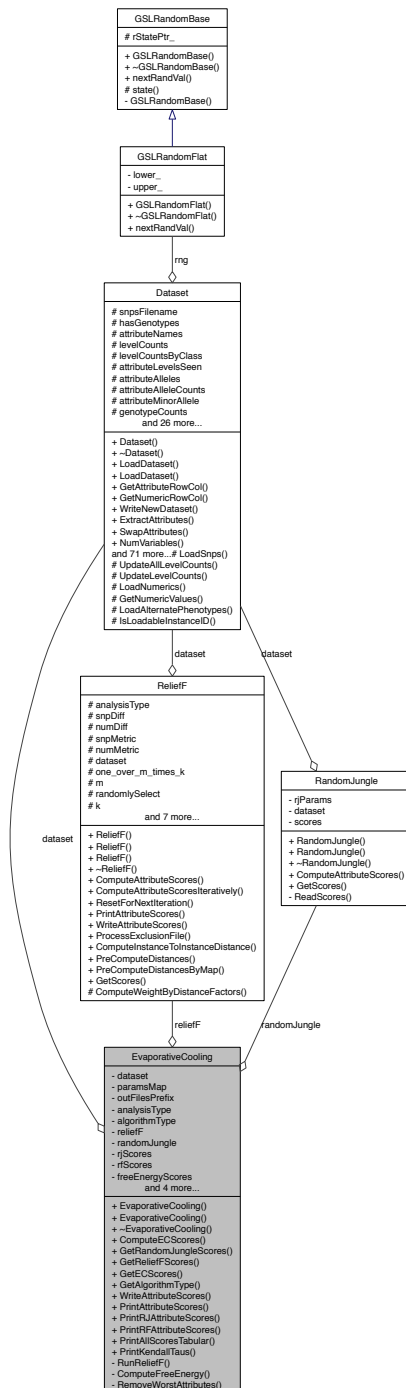 GSLRandomBase
# rStatePtr_
+ GSLRandomBase()
+ ~GSLRandomBase()
+ nextRandVal()
# state()
- GSLRandomBase()
GSLRandomFlat
- lower_
- upper_
+ GSLRandomFlat()
+ ~GSLRandomFlat()
+ nextRandVal()
rng
Dataset
# snpsFilename
# hasGenotypes
# attributeNames
# levelCounts
# levelCountsByClass
# attributeLevelsSeen
# attributeAlleles
# attributeAlleleCounts
# attributeMinorAllele
# genotypeCounts
and 26 more...
+ Dataset()
+ ~Dataset()
+ LoadDataset()
+ LoadDataset()
+ GetAttributeRowCol()
+ GetNumericRowCol()
+ WriteNewDataset()
+ ExtractAttributes()
+ SwapAttributes()
+ NumVariables()
and 71 more...# LoadSnps()
# UpdateAllLevelCounts()
# UpdateLevelCounts()
# LoadNumerics()
# GetNumericValues()
# LoadAlternatePhenotypes()
# IsLoadableInstanceID()
dataset
dataset
ReliefF
# analysisType
# snpDiff
# numDiff
# snpMetric
# numMetric
# dataset
# one_over_m_times_k
# m
# randomlySelect
# k
and 7 more...
+ ReliefF()
+ ReliefF()
+ ReliefF()
+ ~ReliefF()
+ ComputeAttributeScores()
+ ComputeAttributeScoresIteratively()
+ ResetForNextIteration()
+ PrintAttributeScores()
+ WriteAttributeScores()
+ ProcessExclusionFile()
+ ComputeInstanceToInstanceDistance()
+ PreComputeDistances()
+ PreComputeDistancesByMap()
+ GetScores()
# ComputeWeightByDistanceFactors()
RandomJungle
- rjParams
- dataset
- scores
+ RandomJungle()
+ RandomJungle()
+ ~RandomJungle()
+ ComputeAttributeScores()
+ GetScores()
- ReadScores()
dataset
reliefF
randomJungle
EvaporativeCooling
- dataset
- paramsMap
- outFilesPrefix
- analysisType
- algorithmType
- reliefF
- randomJungle
- rjScores
- rfScores
- freeEnergyScores
and 4 more...
+ EvaporativeCooling()
+ EvaporativeCooling()
+ ~EvaporativeCooling()
+ ComputeECScores()
+ GetRandomJungleScores()
+ GetReliefFScores()
+ GetECScores()
+ GetAlgorithmType()
+ WriteAttributeScores()
+ PrintAttributeScores()
+ PrintRJAttributeScores()
+ PrintRFAttributeScores()
+ PrintAllScoresTabular()
+ PrintKendallTaus()
- RunReliefF()
- ComputeFreeEnergy()
- RemoveWorstAttributes()